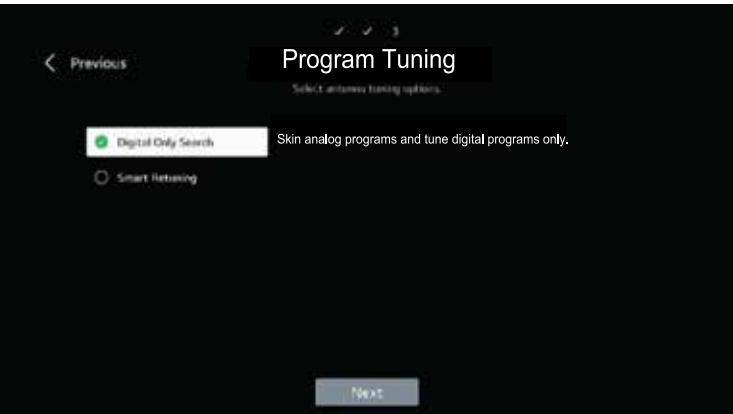 ✓ ✓ 3
Previous
Program Tuning
Select antenna tuning options.
Digital Only Search
Skin analog programs and tune digital programs only.
Smart Retuning
Next